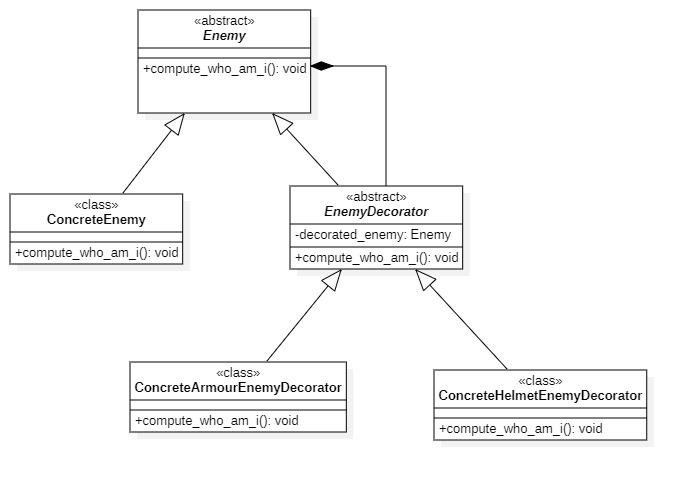 «abstract»
Enemy
+compute_who_am_i(): void
«class»
ConcreteEnemy
+compute_who_am_i(): void
«abstract»
EnemyDecorator
-decorated_enemy: Enemy
+compute_who_am_i(): void
«class»
ConcreteArmourEnemyDecorator
+compute_who_am_i(): void
«class»
ConcreteHelmetEnemyDecorator
+compute_who_am_i(): void